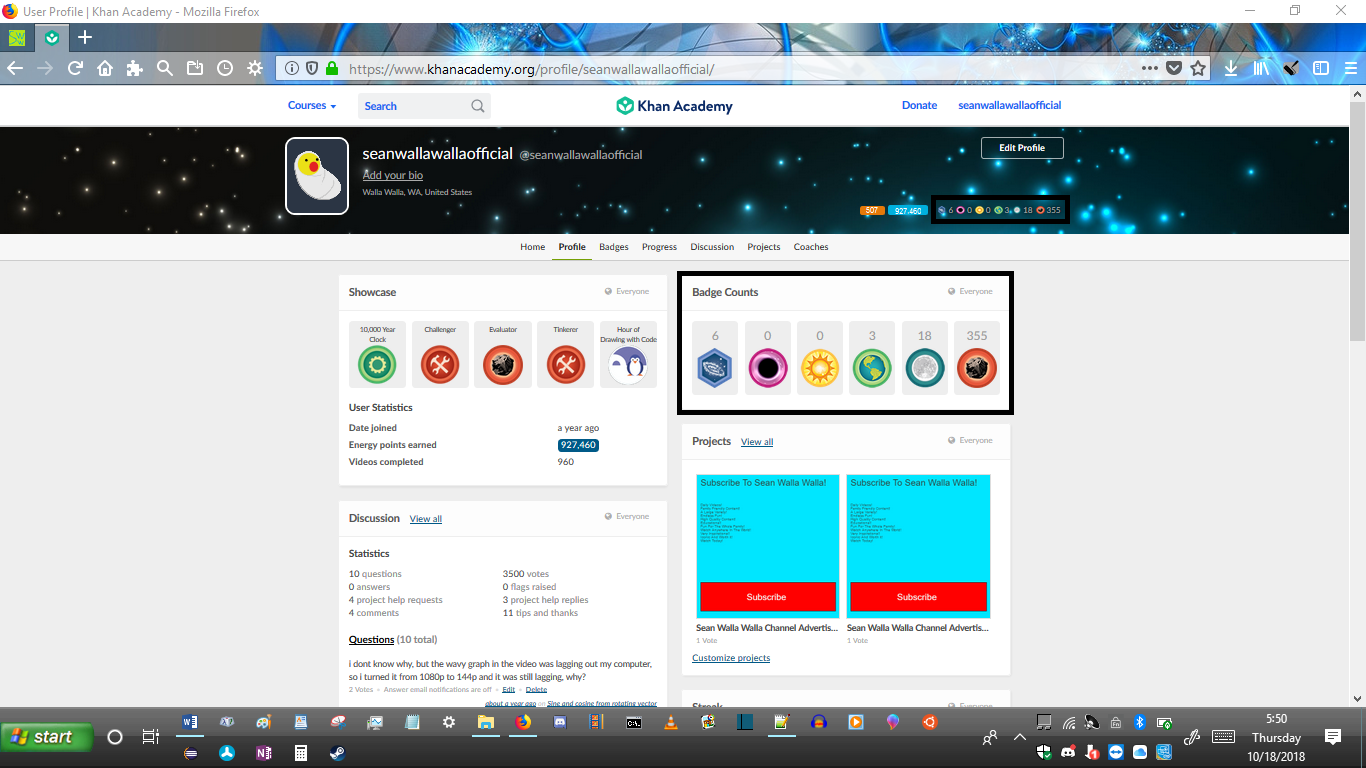 User Profile | Khan Academy - Mozilla Firefox
https://www.khanacademy.org/profile/seanwallawallaofficial/
Courses
Search
Khan Academy
Donate
seanwallawallaofficial
seanwallawallaofficial @seanwallawallaofficial
Edit Profile
Add your bio
Walla Walla, WA, United States
507 927,460 6 0 0 3 18 355
Home Profile Badges Progress Discussion Projects Coaches
Showcase Everyone
10,000 Year Clock
Challenger
Evaluator
Tinkerer
Hour of Drawing with Code
User Statistics
Date joined a year ago
Energy points earned 927,460
Videos completed 960
Badge Counts Everyone
6 0 0 3 18 355
Projects View all Everyone
Subscribe To Sean Walla Walla!
Subscribe
Sean Walla Walla Channel Advertis...
1 Vote
Subscribe To Sean Walla Walla!
Subscribe
Sean Walla Walla Channel Advertis...
1 Vote
Customize projects
Discussion View all Everyone
Statistics
10 questions 3500 votes
0 answers 0 flags raised
4 project help requests 3 project help replies
4 comments 11 tips and thanks
Questions (10 total)
i dont know why, but the wavy graph in the video was lagging out my computer,
so i turned it from 1080p to 144p and it was still lagging, why?
2 Votes • Answer email notifications are off • Edit • Delete
about a year ago on Sine and cosine from rotating vector
Streak Everyone
start
5:50
Thursday
10/18/2018